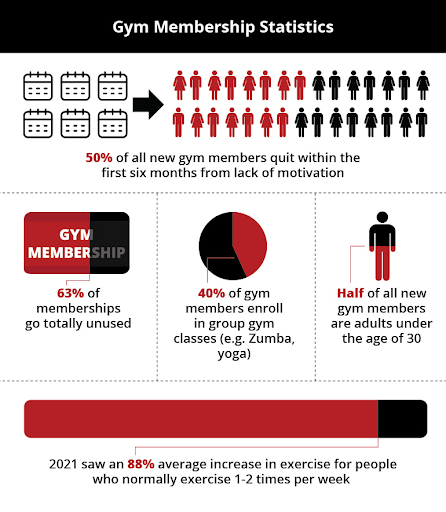 Gym Membership Statistics
50% of all new gym members quit within the
first six months from lack of motivation
GYM
MEMBERSHIP
63% of
memberships
go totally unused
40% of gym
members enroll
in group gym
classes (e.g. Zumba,
yoga)
Half of all new
gym members
are adults under
the age of 30
2021 saw an 88% average increase in exercise for people
who normally exercise 1-2 times per week